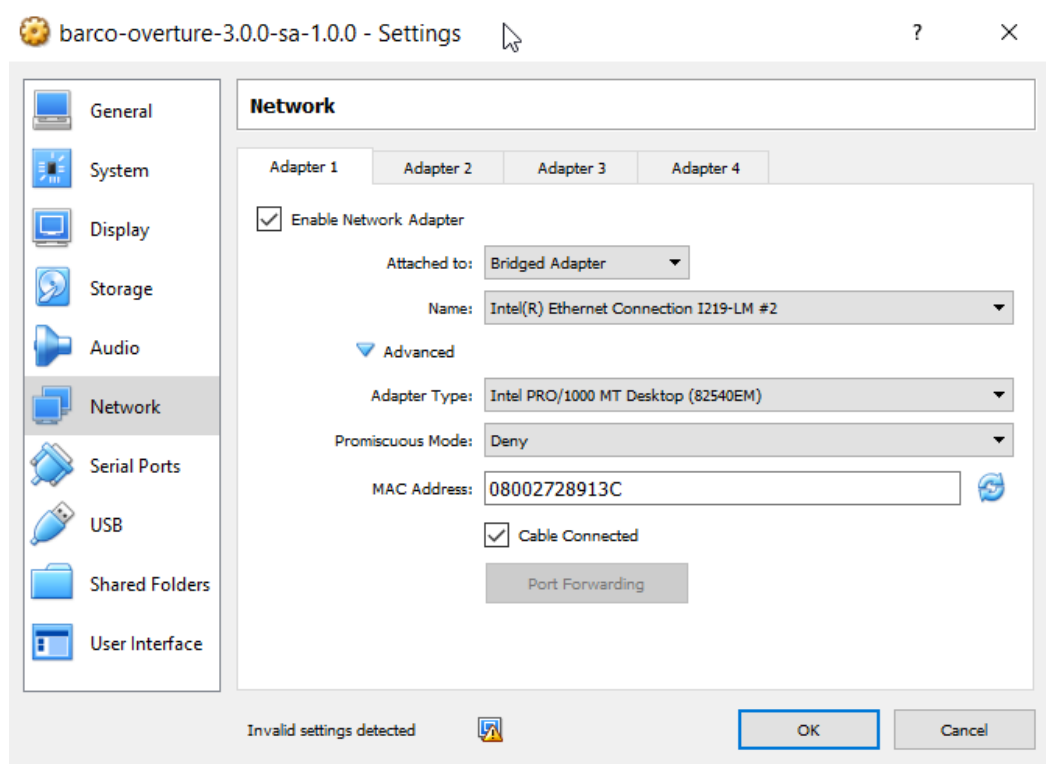 barco-overture-3.0.0-sa-1.0.0 - Settings
?
General
System
Display
Storage
Audio
Network
Serial Ports
USB
Shared Folders
User Interface
Network
Adapter 1 Adapter 2 Adapter 3 Adapter 4
Enable Network Adapter
Attached to: Bridged Adapter
Name: Intel(R) Ethernet Connection I219-LM #2
Advanced
Adapter Type: Intel PRO/1000 MT Desktop (82540EM)
Promiscuous Mode: Deny
MAC Address: 08002728913C
Cable Connected
Port Forwarding
Invalid settings detected
OK Cancel